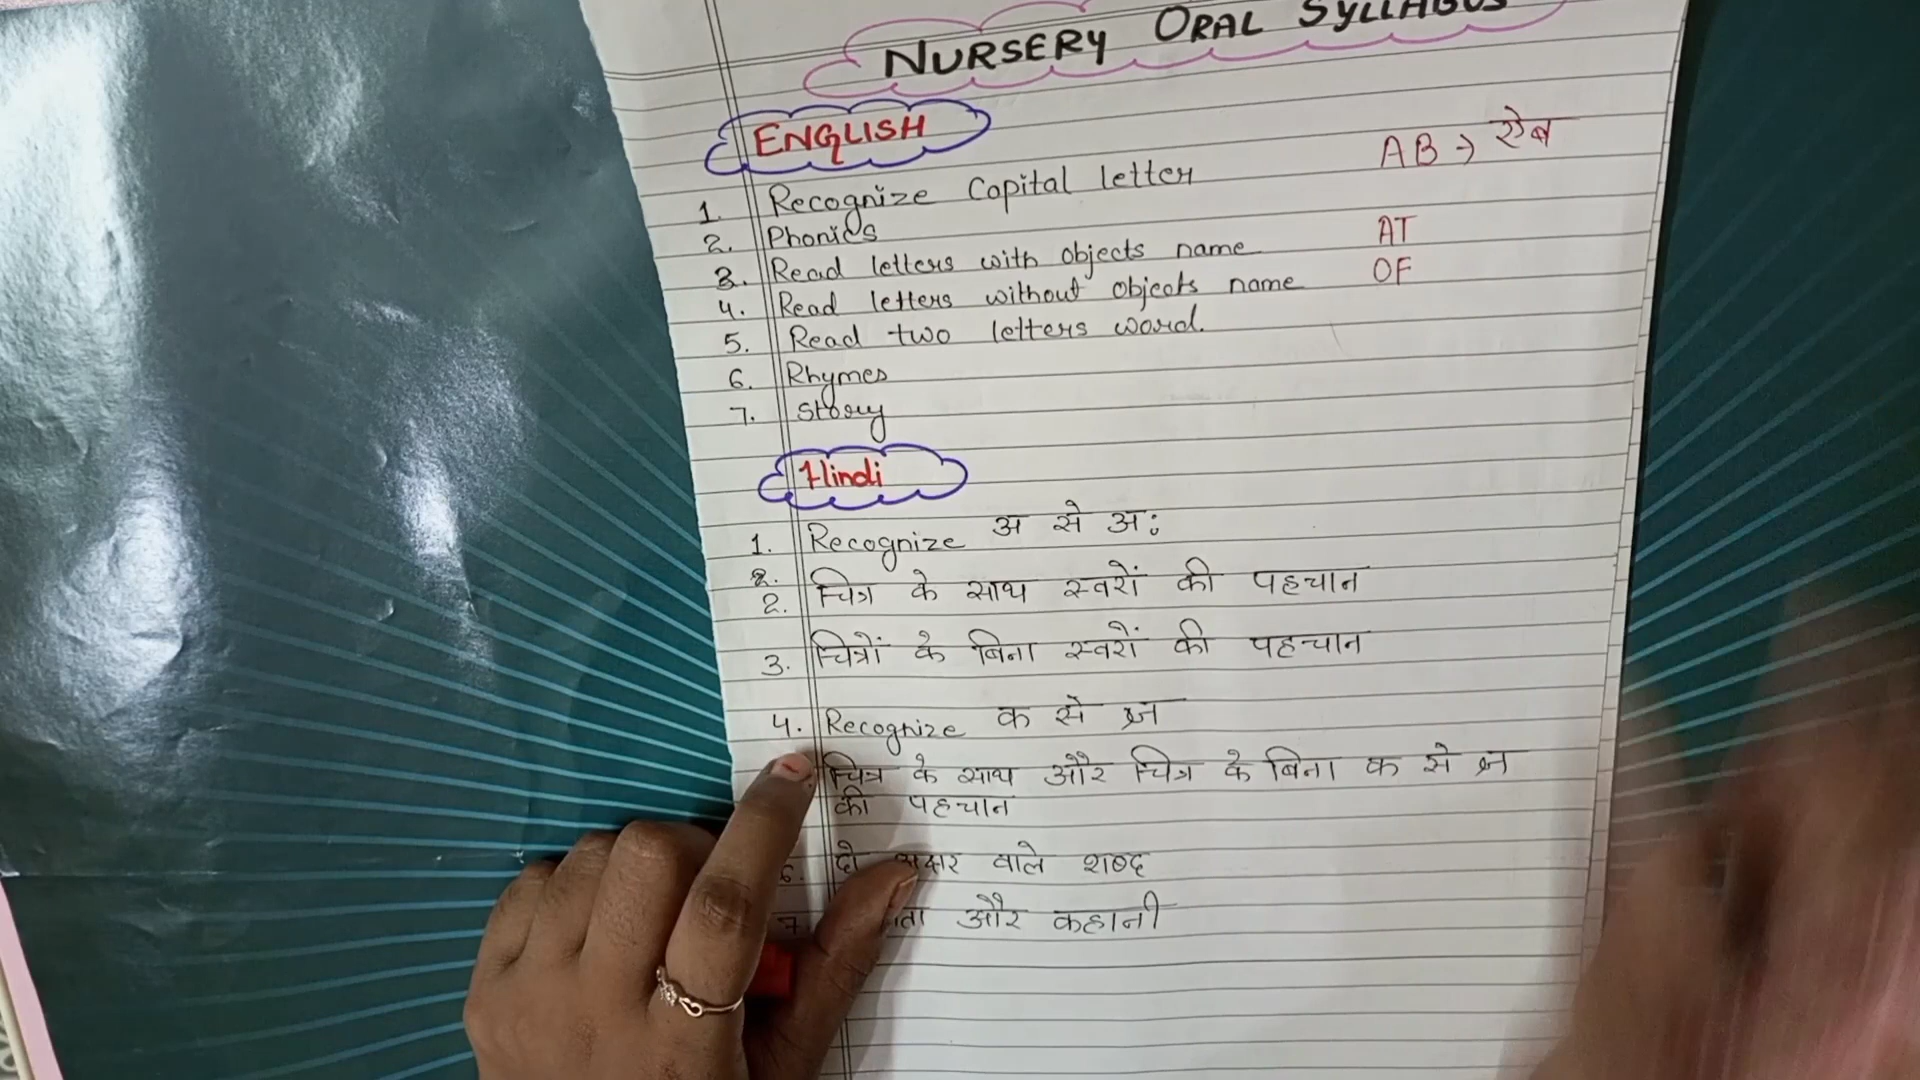 NURSERY ORAL SYLLABUS
ENGLISH
AB → ऐब
1. Recognize Capital letter
2. Phonics
3. Read letters with objects name
AT
4. Read letters without objects name
OF
5. Read two letters word.
6. Rhymes
7. Story
Hindi
1. Recognize अ से अः
2.
2. चित्र के साथ स्वरों की पहचान
3. चित्रों के बिना स्वरों की पहचान
4. Recognize क से ज्ञ
चित्र के साथ और चित्र के बिना क से ज्ञ
की पहचान
6. दो अक्षर वाले शब्द
7. और कहानी